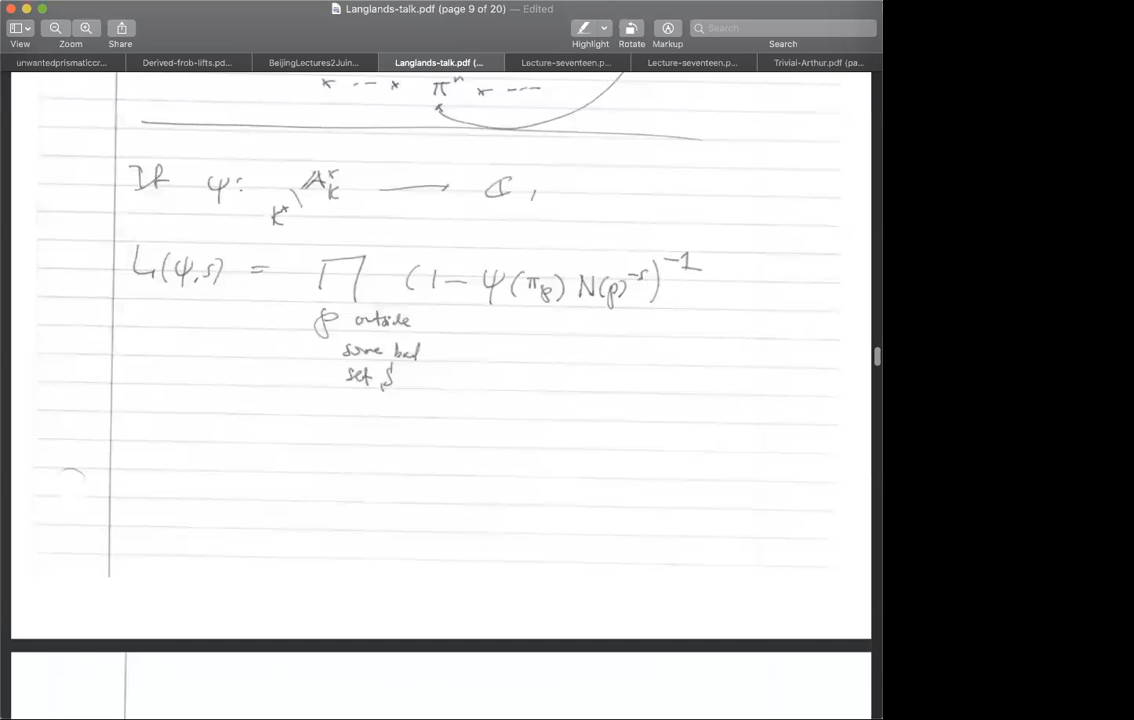 Langlands-talk.pdf (page 9 of 20) — Edited
View Zoom Share Highlight Rotate Markup Search
Search
unwantedprismaticcr... Derived-frob-lifts.pd... BeijingLectures2Juin... Langlands-talk.pdf (... Lecture-seventeen.p... Lecture-seventeen.p... Trivial-Arthur.pdf (pa...
* --- * πⁿ * ---
If ψ: K^x \ A_K^x ⟶ ℂ,
L(ψ,s) = ∏ (1 - ψ(π_℘) N(℘)^{-s})^{-1}
℘ outside
some bad
set S